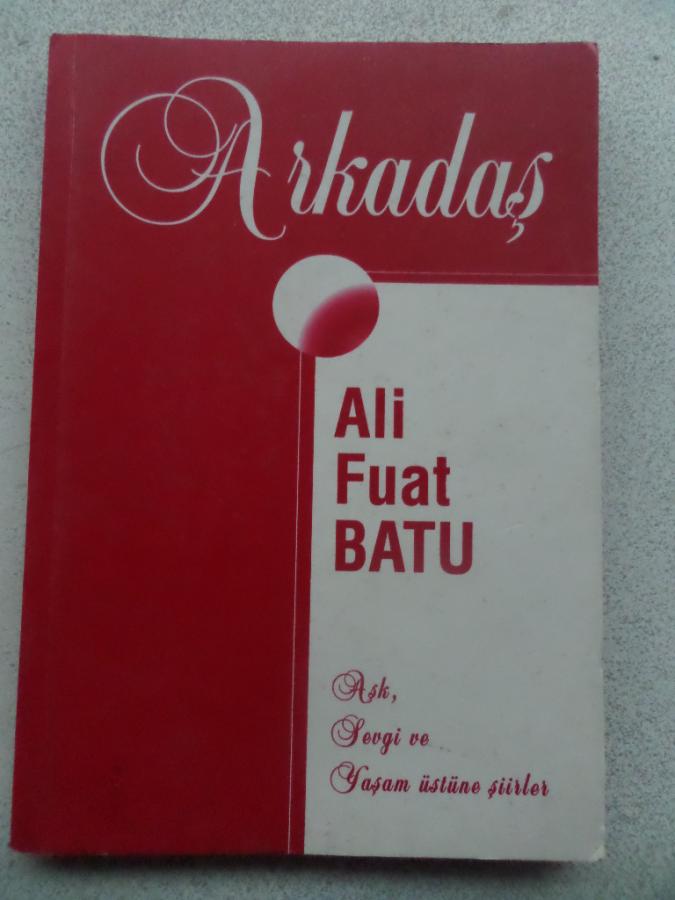 Arkadaş
Ali
Fuat
BATU
Aşk,
Sevgi ve
Yaşam üstüne şiirler